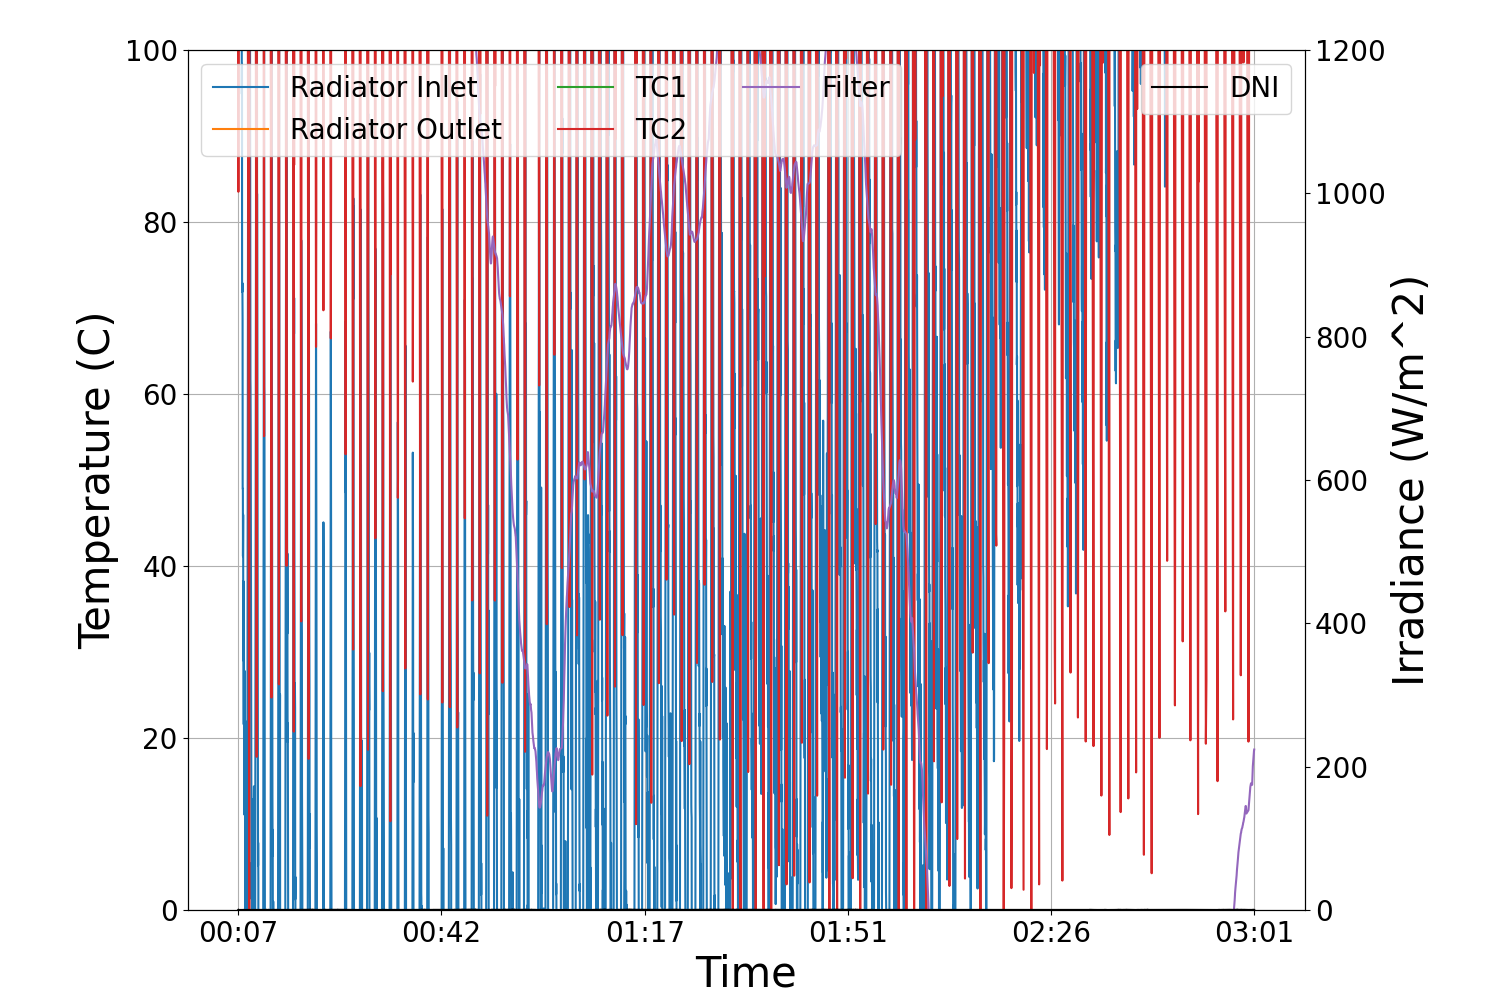 100
80
60
40
20
0
Temperature (C)
Radiator Inlet
Radiator Outlet
TC1
TC2
Filter
DNI
1200
1000
800
600
400
200
0
Irradiance (W/m^2)
00:07 00:42 01:17 01:51 02:26 03:01
Time